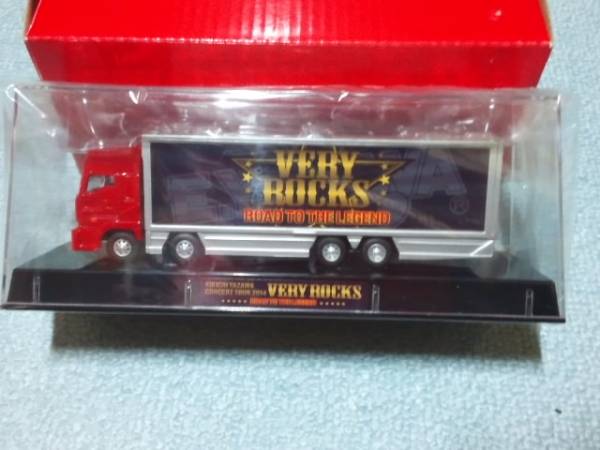 VERY
ROCKS
ROAD TO THE LEGEND
®
EIKICHI YAZAWA
CONCERT TOUR 2014 VERY ROCKS
ROAD TO THE LEGEND